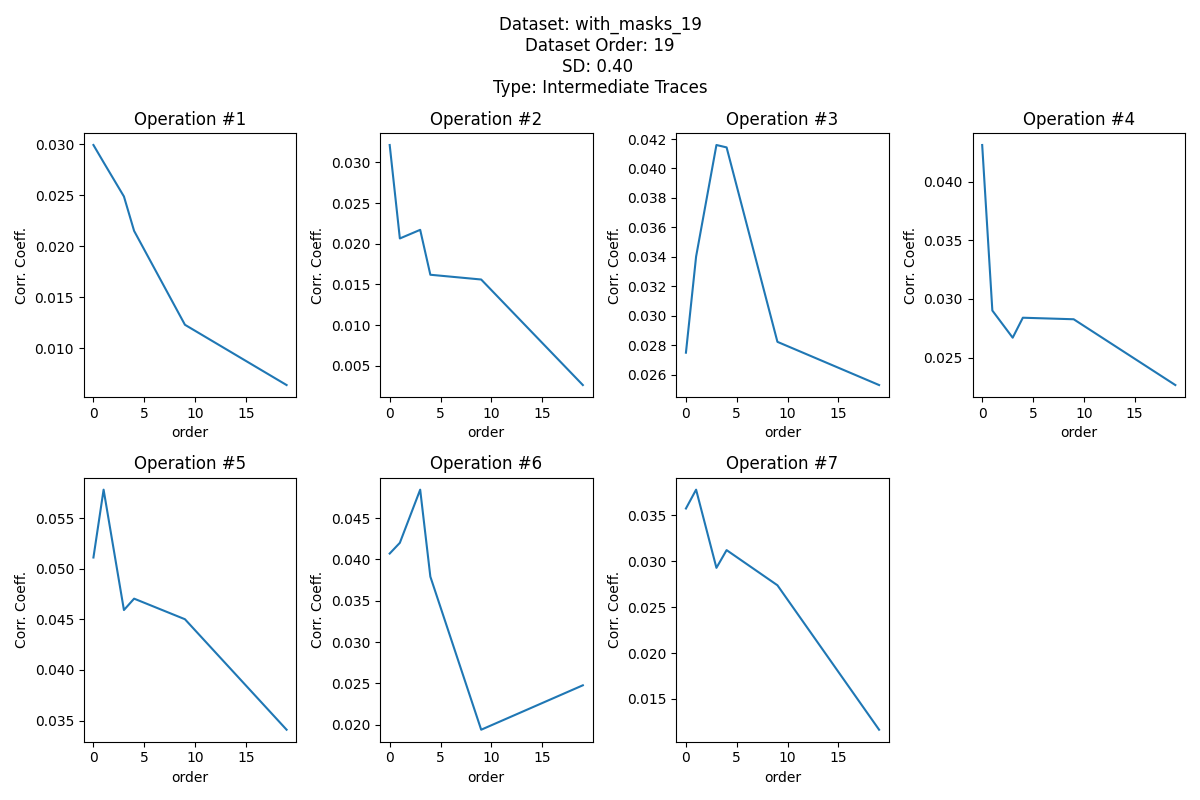 Dataset: with_masks_19
Dataset Order: 19
SD: 0.40
Type: Intermediate Traces
Operation #1
0.030
0.025
0.020
0.015
0.010
Corr. Coeff.
0 5 10 15
order
Operation #2
0.030
0.025
0.020
0.015
0.010
0.005
Corr. Coeff.
0 5 10 15
order
Operation #3
0.042
0.040
0.038
0.036
0.034
0.032
0.030
0.028
0.026
Corr. Coeff.
0 5 10 15
order
Operation #4
0.040
0.035
0.030
0.025
Corr. Coeff.
0 5 10 15
order
Operation #5
0.055
0.050
0.045
0.040
0.035
Corr. Coeff.
0 5 10 15
order
Operation #6
0.045
0.040
0.035
0.030
0.025
0.020
Corr. Coeff.
0 5 10 15
order
Operation #7
0.035
0.030
0.025
0.020
0.015
Corr. Coeff.
0 5 10 15
order